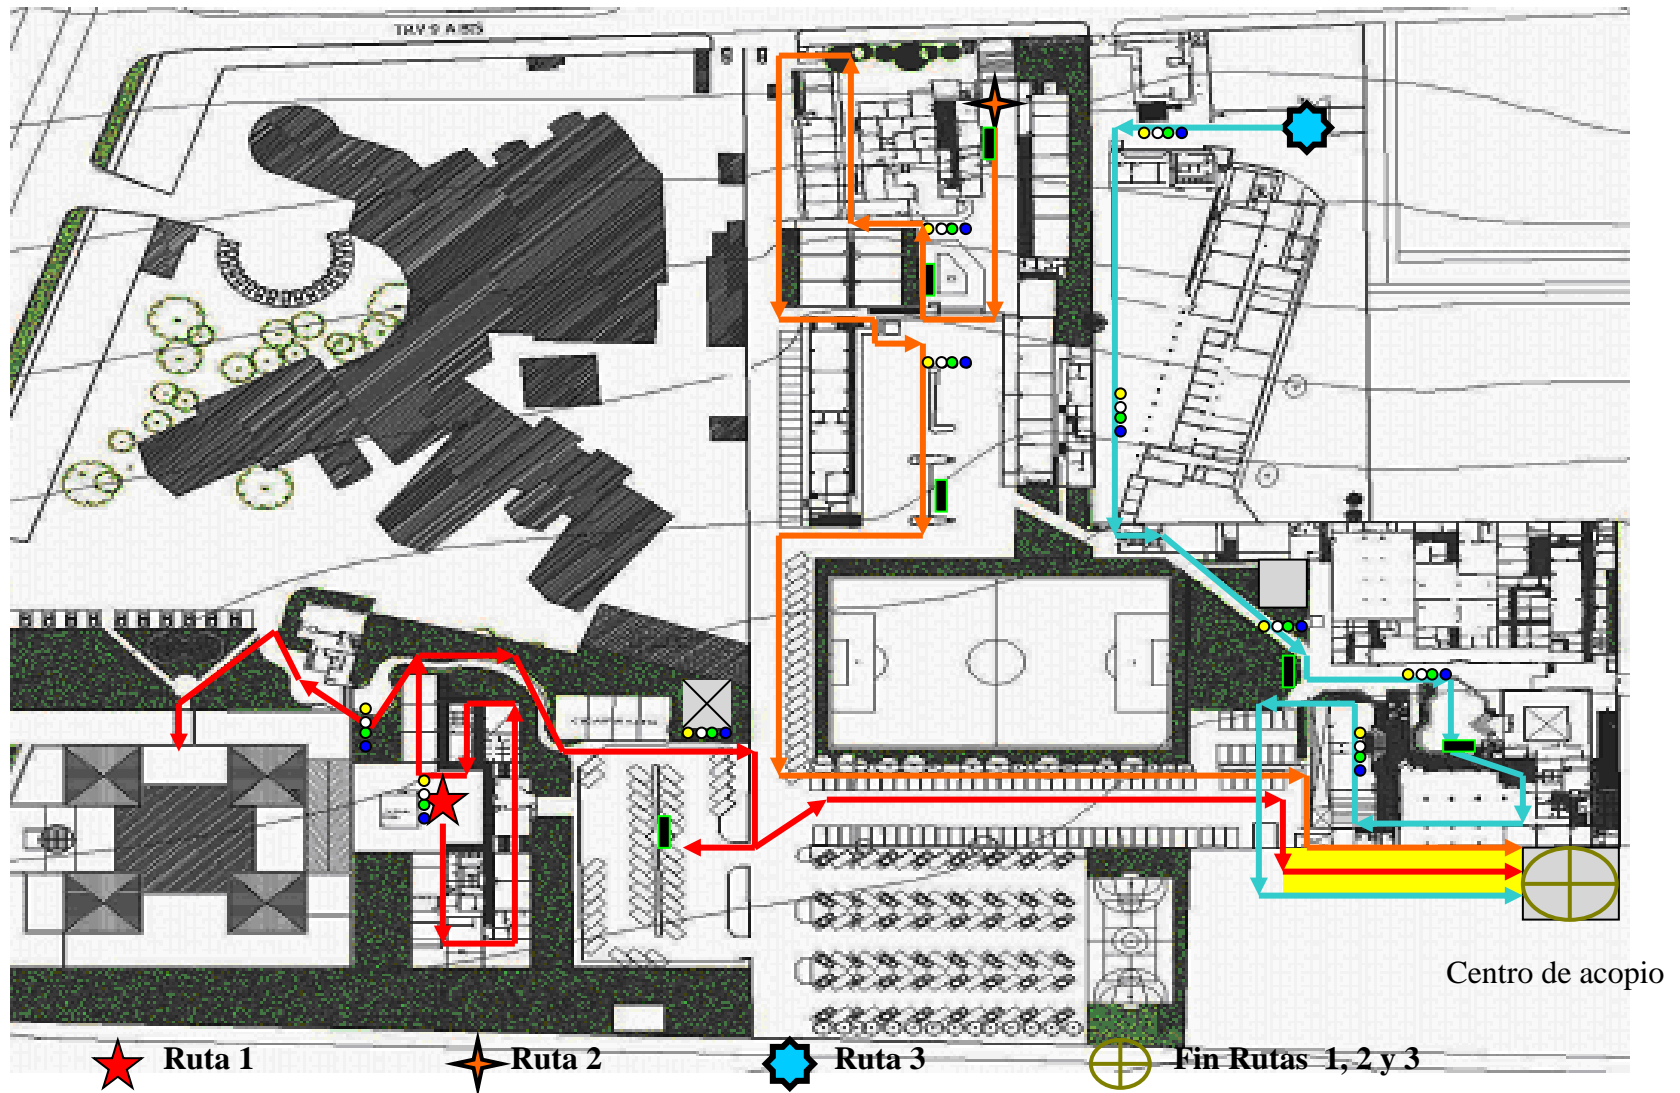 TRV 9 A BIS
Centro de acopio
Ruta 1
Ruta 2
Ruta 3
Fin Rutas 1, 2 y 3